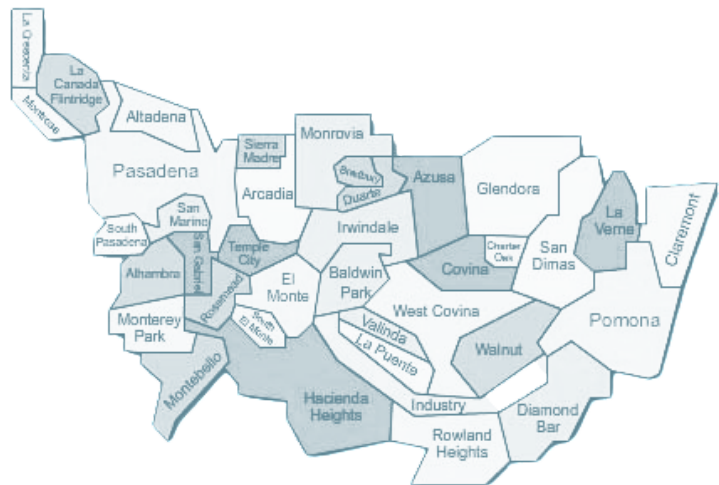 La Crescenta
La
Canada
Flintridge
Montrose
Altadena
Pasadena
Sierra
Madre
Monrovia
Bradbury
Duarte
Azusa
Glendora
Arcadia
San
Marino
South
Pasadena
Irwindale
La
Verne
Claremont
Alhambra
San Gabriel
Temple
City
Rosemead
El
Monte
Baldwin
Park
Covina
Charter
Oak
San
Dimas
Monterey
Park
South
El Monte
West Covina
Valinda
La Puente
Walnut
Pomona
Montebello
Hacienda
Heights
Industry
Rowland
Heights
Diamond
Bar